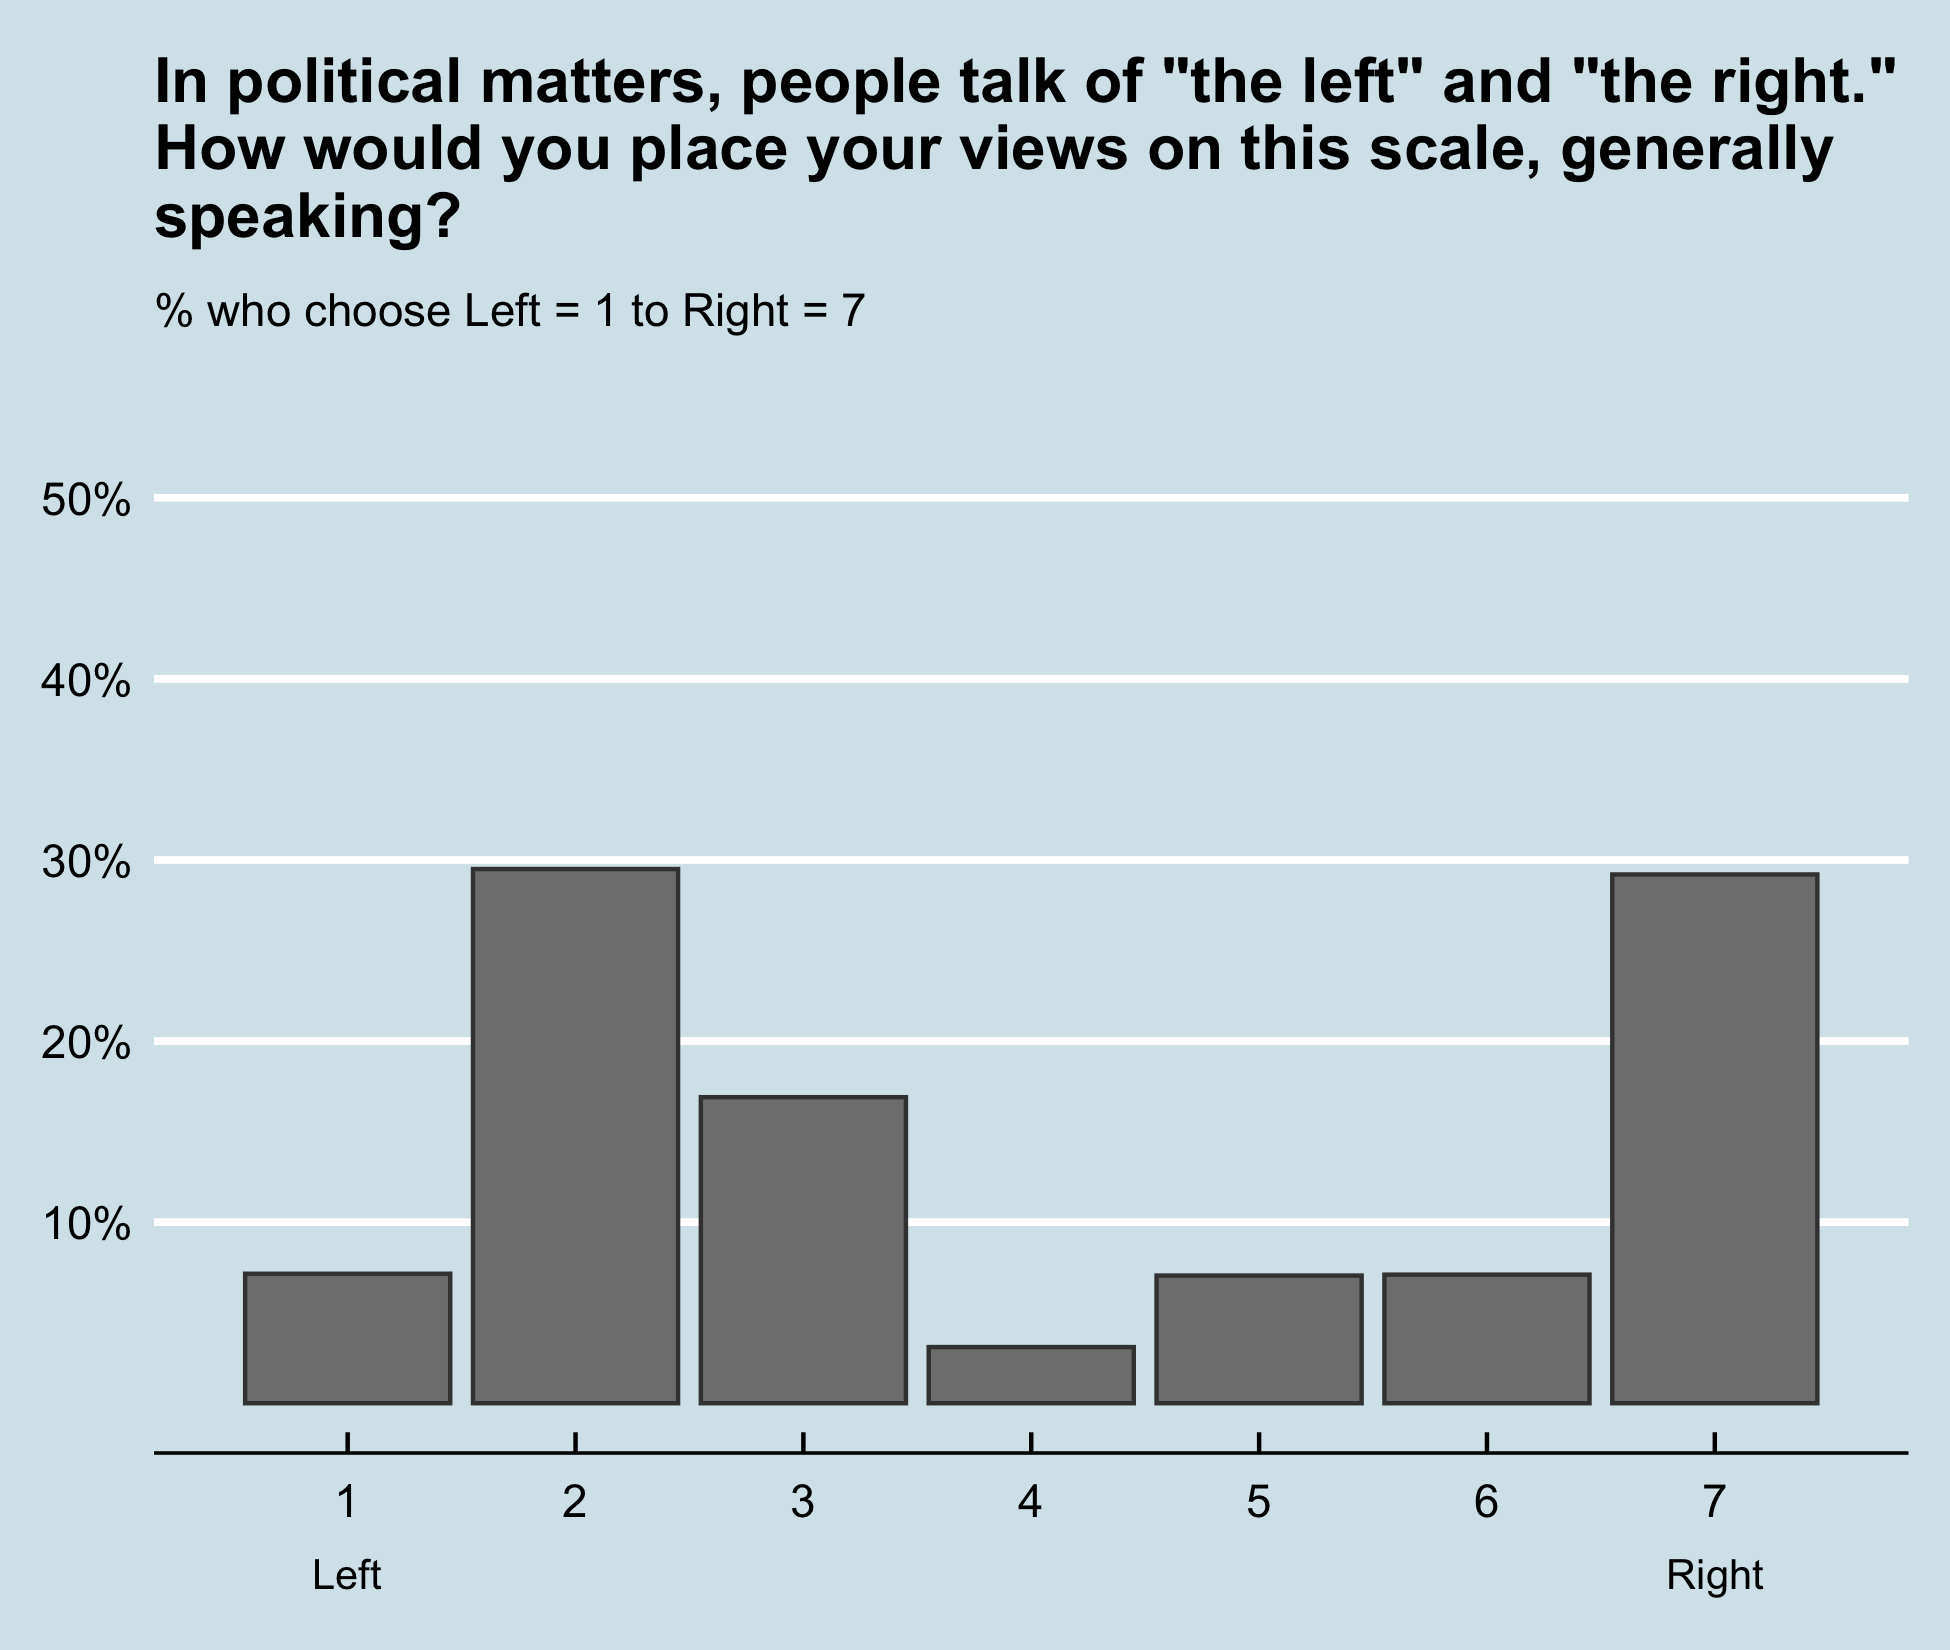 In political matters, people talk of "the left" and "the right."
How would you place your views on this scale, generally
speaking?
% who choose Left = 1 to Right = 7
50%
40%
30%
20%
10%
1 2 3 4 5 6 7
Left Right